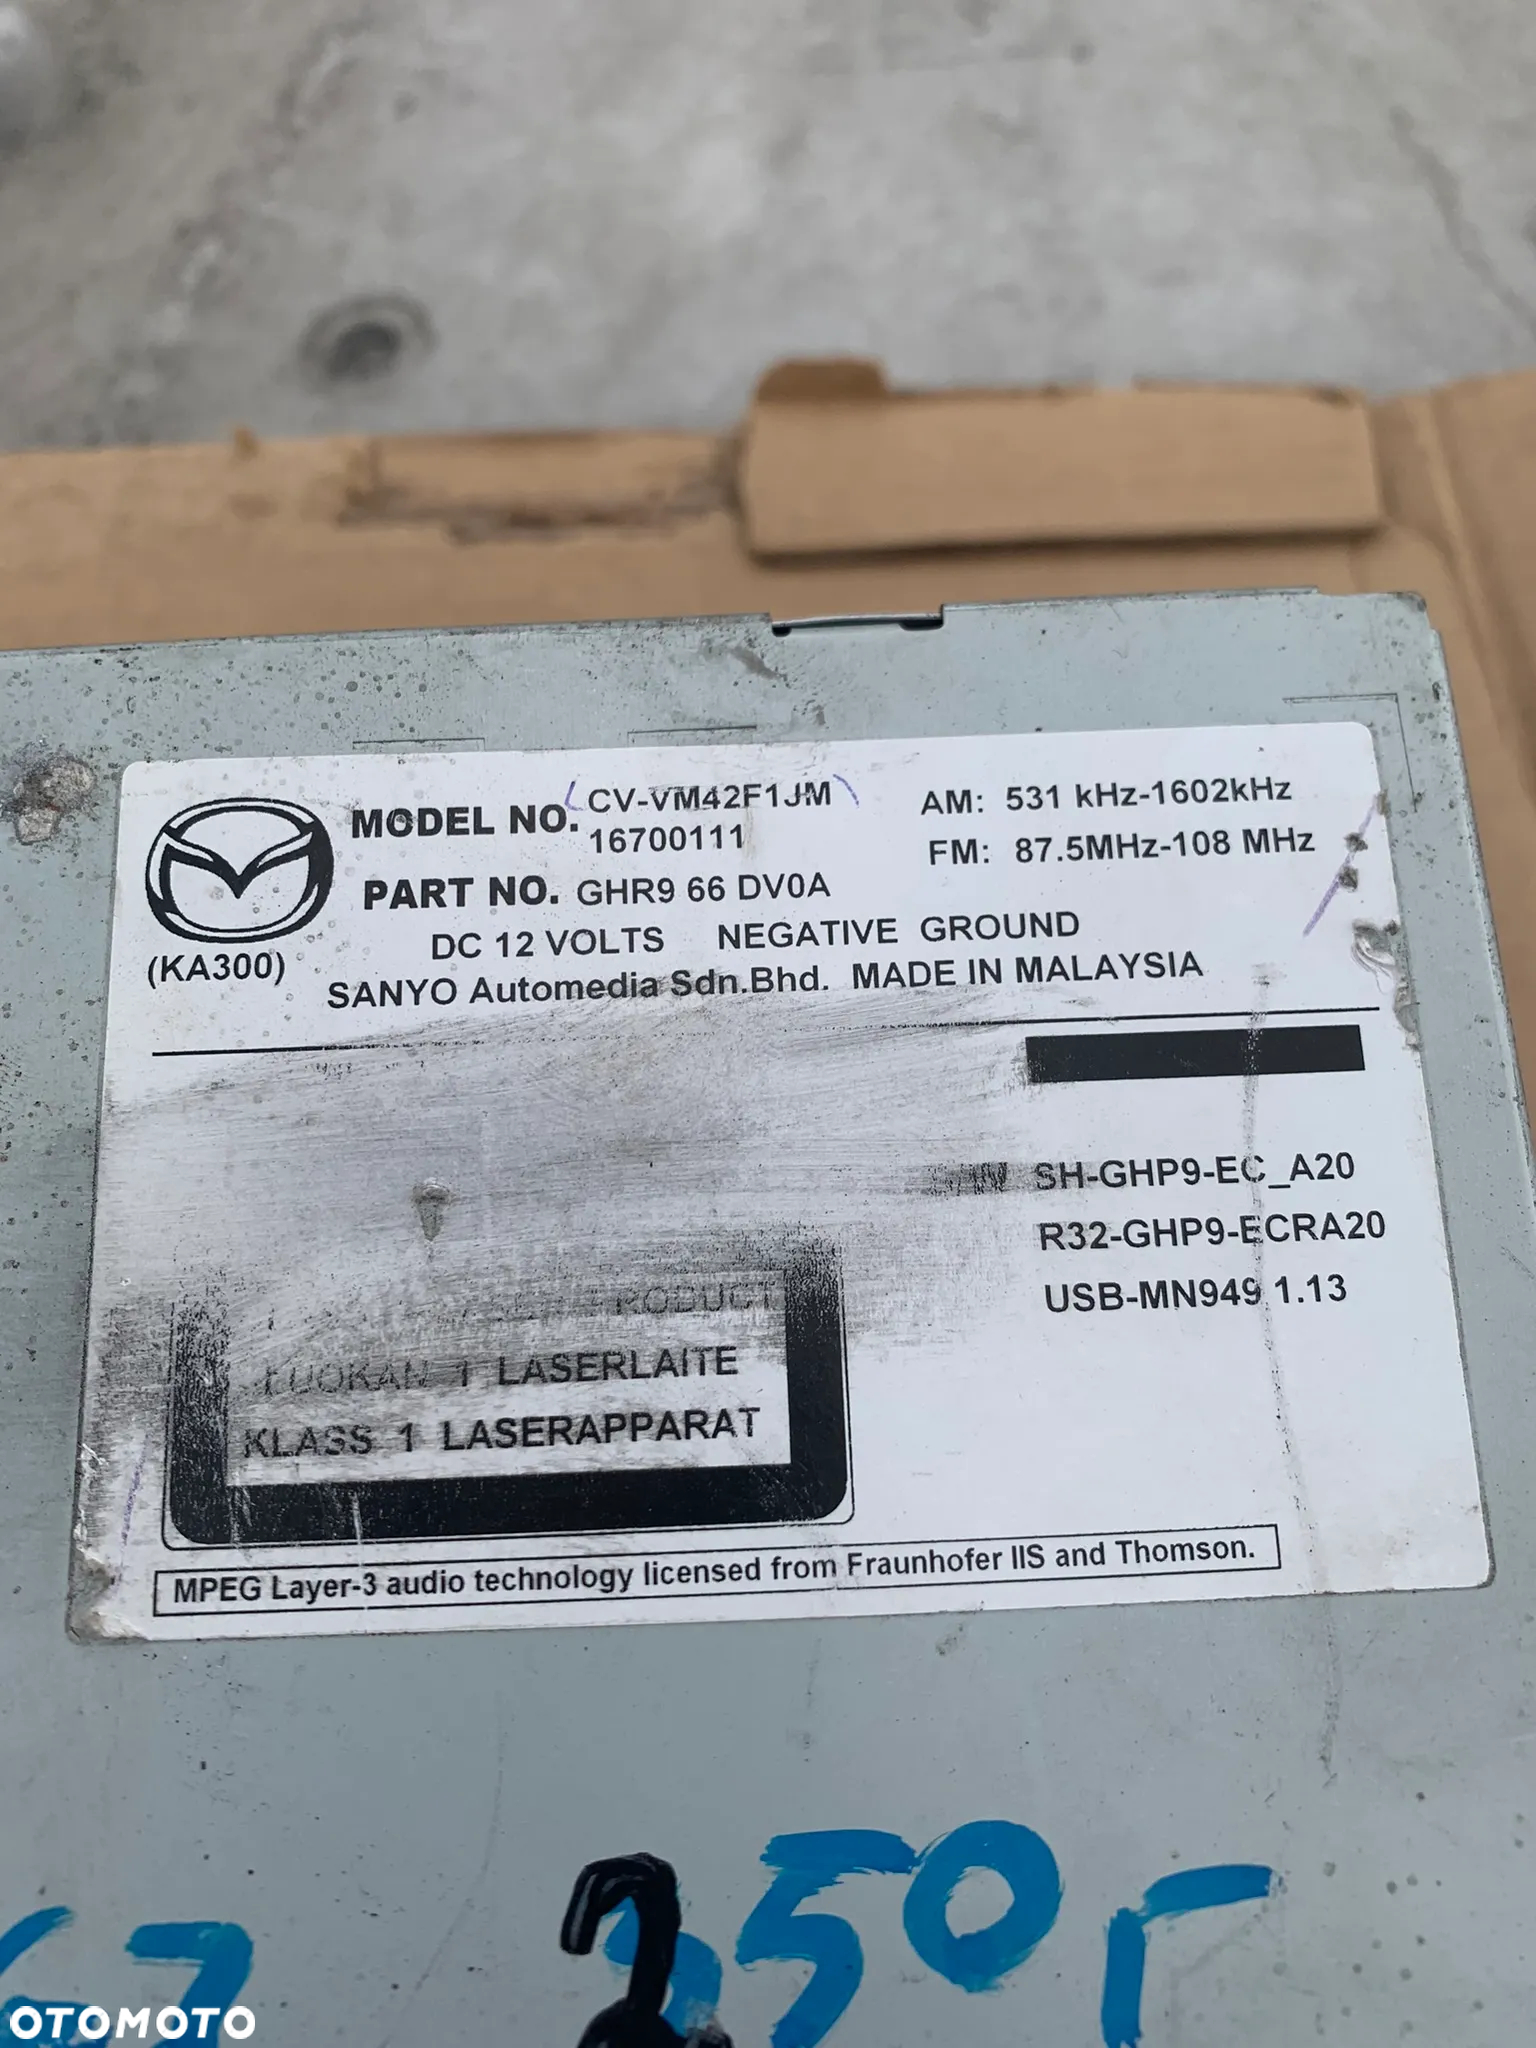 MODEL NO. CV-VM42F1JM
16700111
AM: 531 kHz-1602kHz
FM: 87.5MHz-108 MHz
PART NO. GHR9 66 DV0A
DC 12 VOLTS NEGATIVE GROUND
(KA300)
SANYO Automedia Sdn.Bhd. MADE IN MALAYSIA
SH-GHP9-EC_A20
R32-GHP9-ECRA20
USB-MN949 1.13
PRODUCT
LUOKAN 1 LASERLAITE
KLASS 1 LASERAPPARAT
MPEG Layer-3 audio technology licensed from Fraunhofer IIS and Thomson.
OTOMOTO